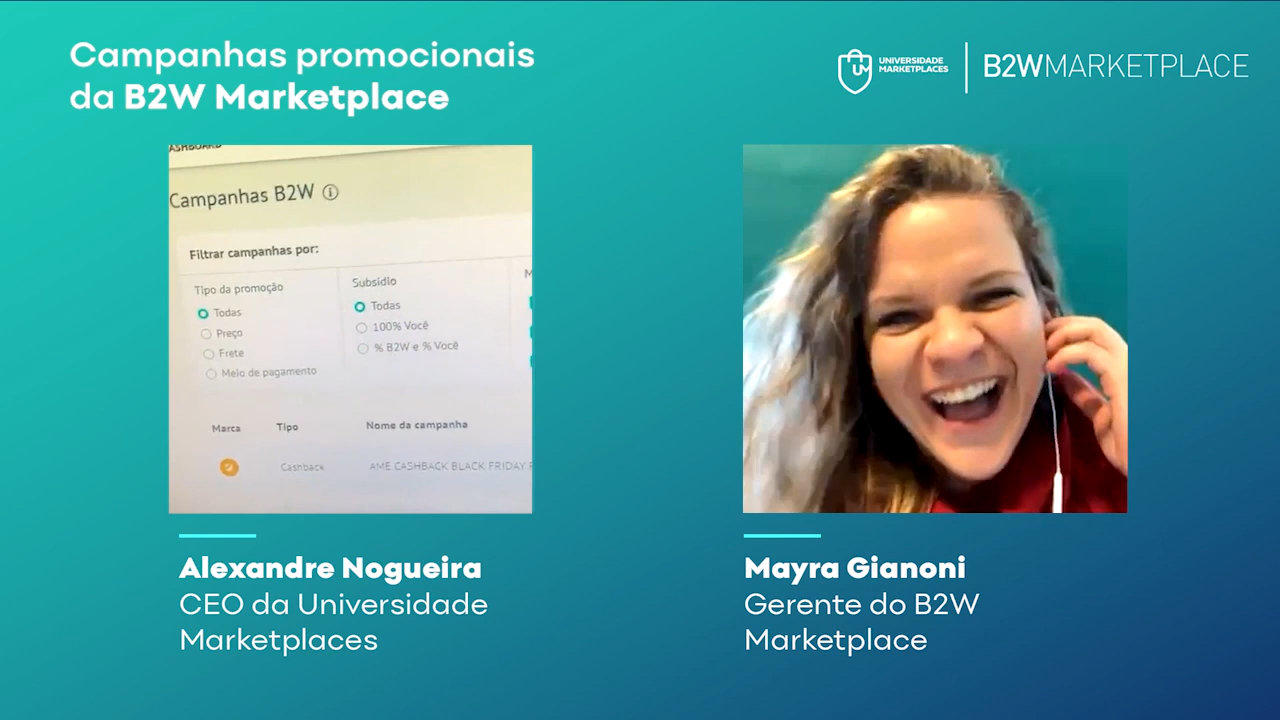 Campanhas promocionais
da B2W Marketplace
UM
UNIVERSIDADE
MARKETPLACES
B2WMARKETPLACE
Campanhas B2W
Filtrar campanhas por:
Tipo da promoção
Todas
Preço
Frete
Meio de pagamento
Subsídio
Todas
100% Você
% B2W e % Você
Marca Tipo Nome da campanha
Cashback AME CASHBACK BLACK FRIDAY
Alexandre Nogueira
CEO da Universidade
Marketplaces
Mayra Gianoni
Gerente do B2W
Marketplace